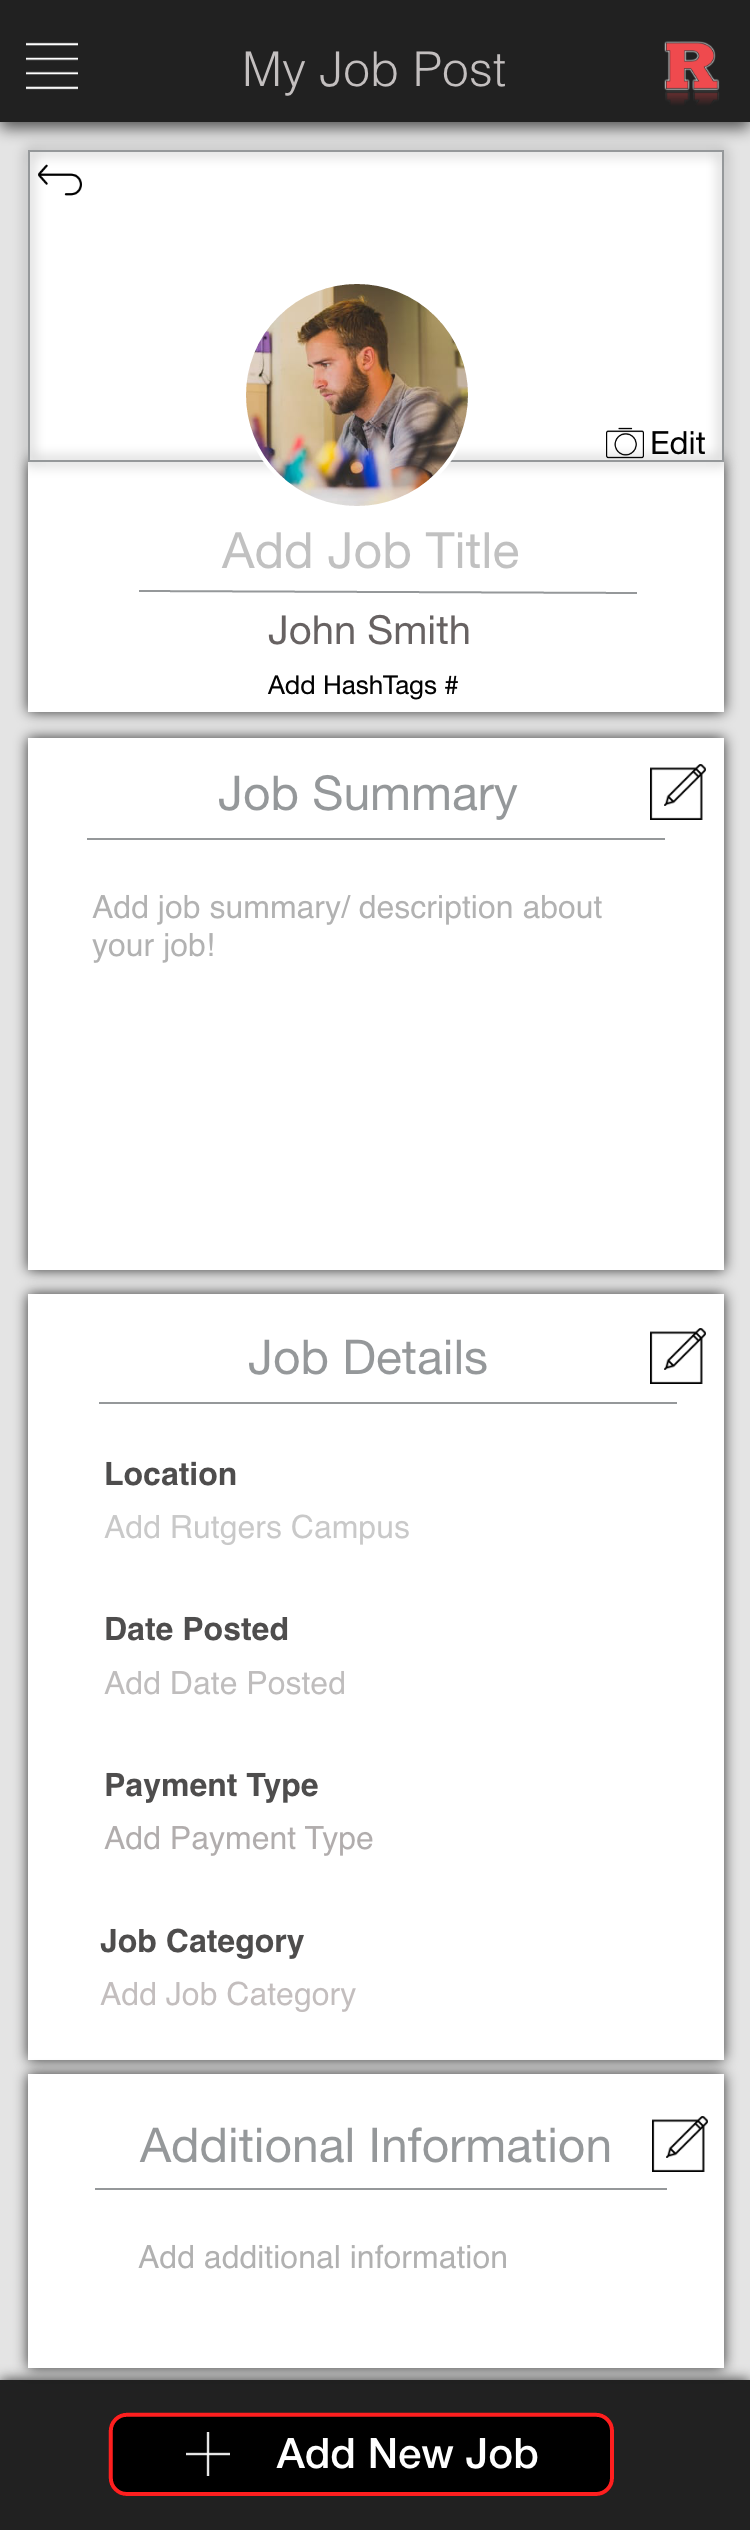 My Job Post
R
Edit
Add Job Title
John Smith
Add HashTags #
Job Summary
Add job summary/ description about
your job!
Job Details
Location
Add Rutgers Campus
Date Posted
Add Date Posted
Payment Type
Add Payment Type
Job Category
Add Job Category
Additional Information
Add additional information
Add New Job